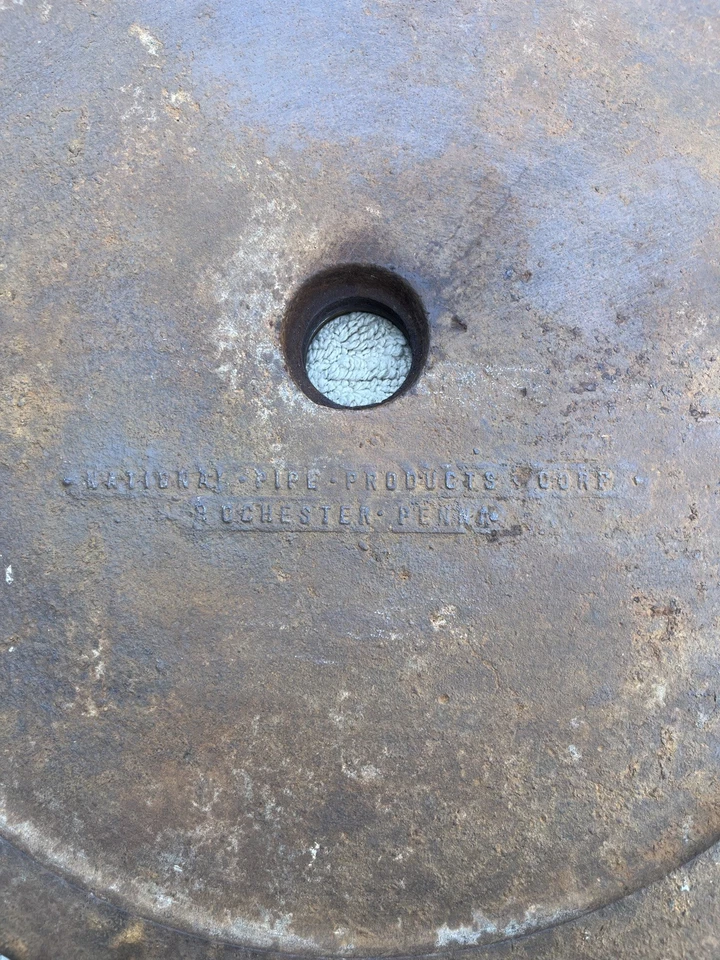 • NATIONAL • PIPE • PRODUCTS • CORP •
ROCHESTER • PENNA